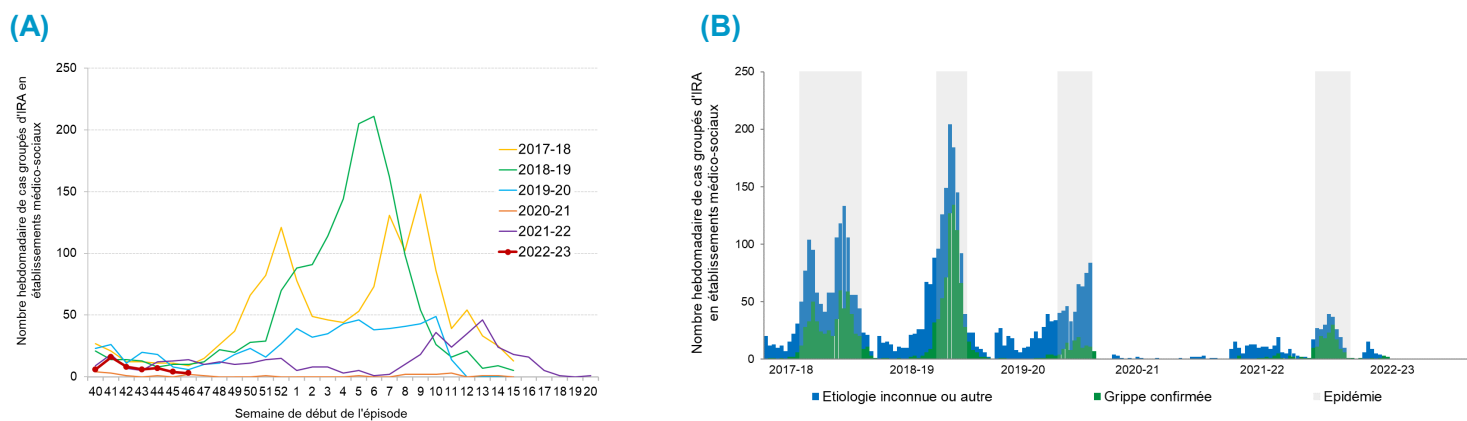 (A)
Nombre hebdomadaire de cas groupés d'IRA en
établissements médico-sociaux
250
200
150
100
50
0
40 41 42 43 44 45 46 47 48 49 50 51 52 1 2 3 4 5 6 7 8 9 10 11 12 13 14 15 16 17 18 19 20
Semaine de début de l'épisode
2017-18
2018-19
2019-20
2020-21
2021-22
2022-23
(B)
Nombre hebdomadaire de cas groupés d'IRA
en établissements médico-sociaux
250
200
150
100
50
0
2017-18 2018-19 2019-20 2020-21 2021-22 2022-23
Etiologie inconnue ou autre Grippe confirmée Epidémie